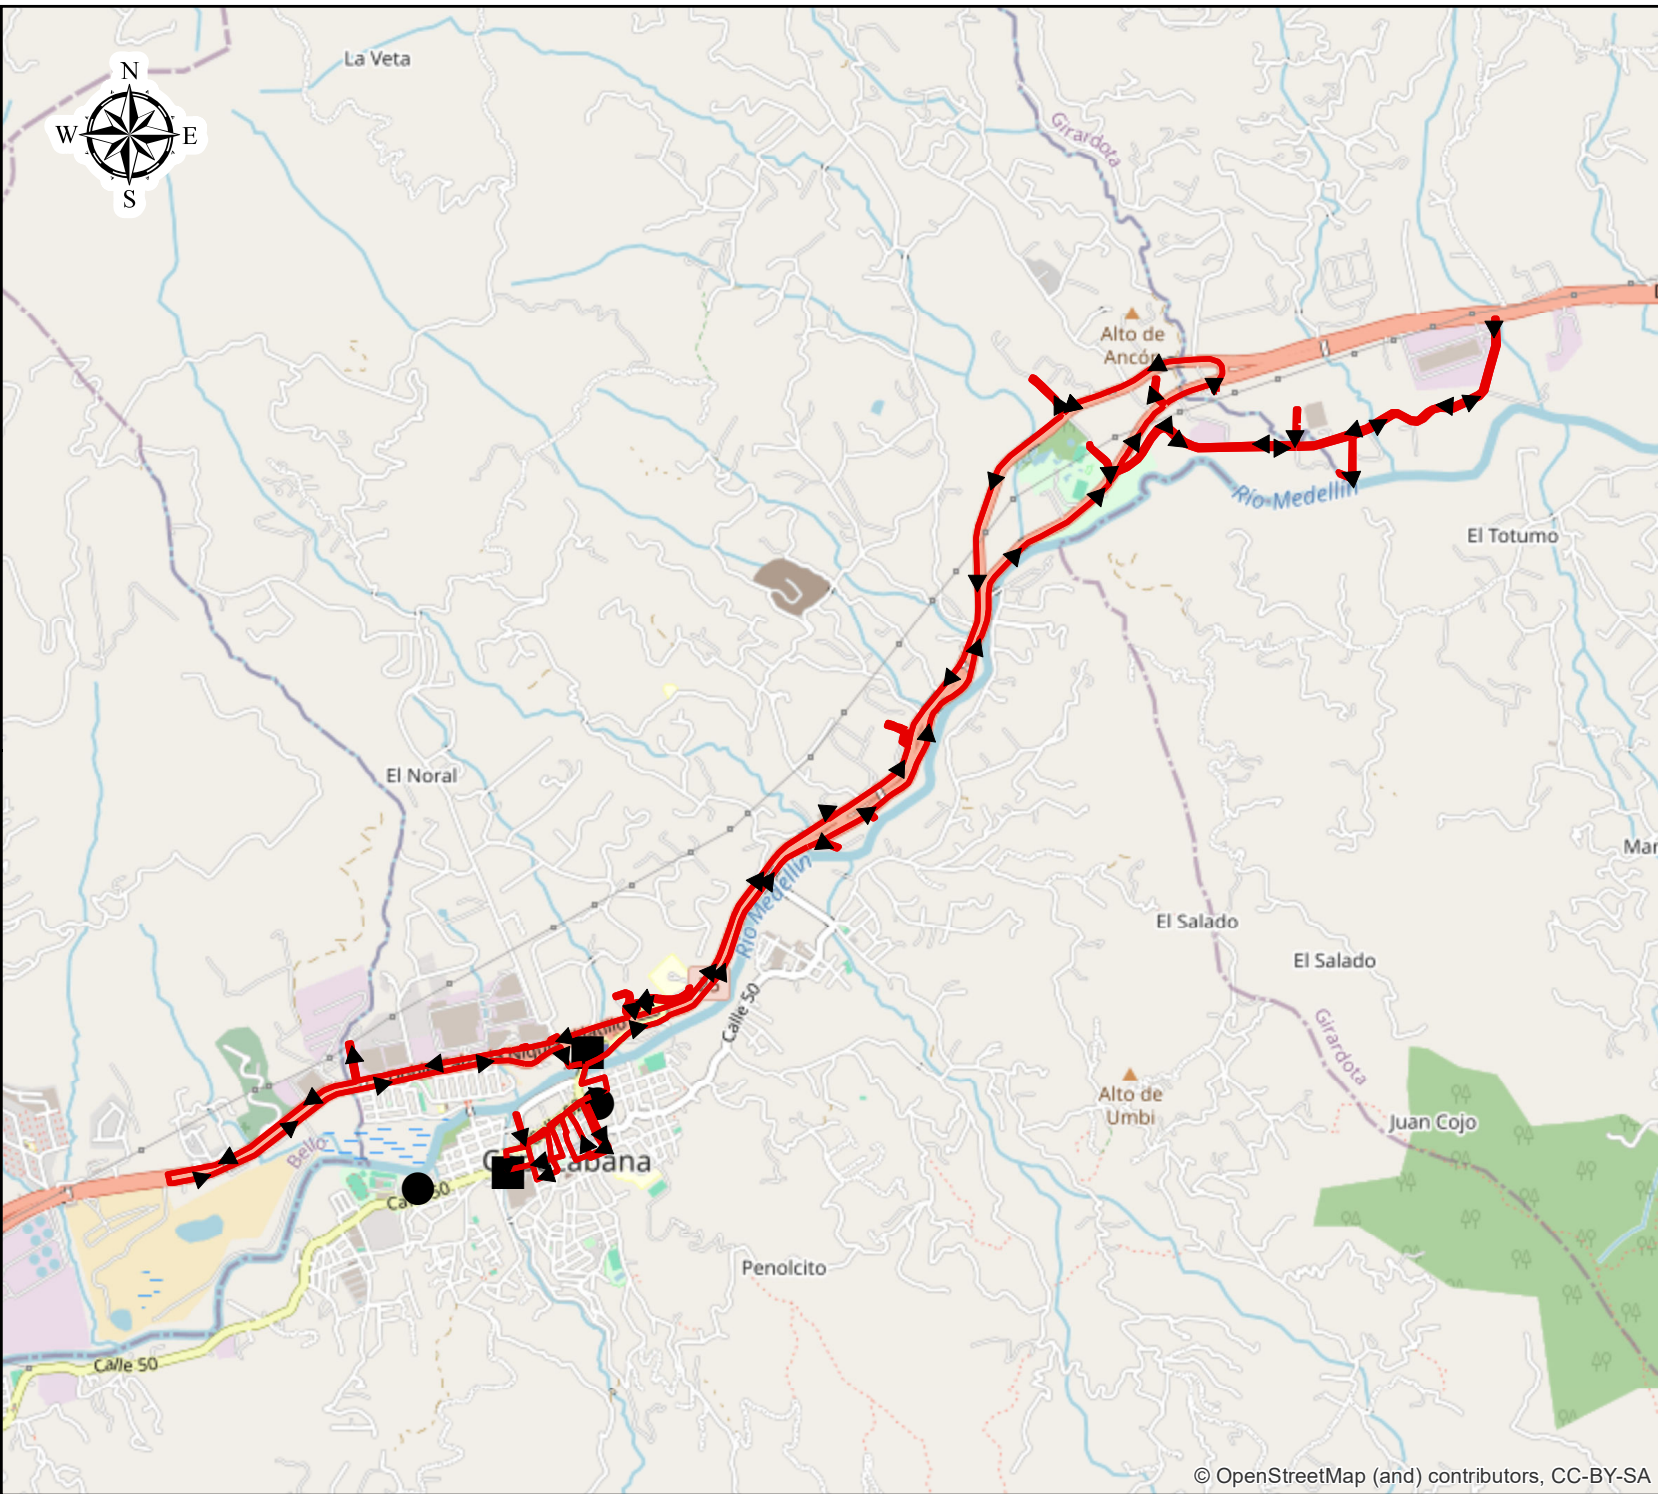 La Veta
N
W
E
S
Girardota
Alto de
Ancón
Río Medellín
El Totumo
El Noral
Río Medellín
El Salado
El Salado
Calle 50
Girardota
Alto de
Umbi
Juan Cojo
Bello
Calle 50
Penolcito
Calle 50
© OpenStreetMap (and) contributors, CC-BY-SA